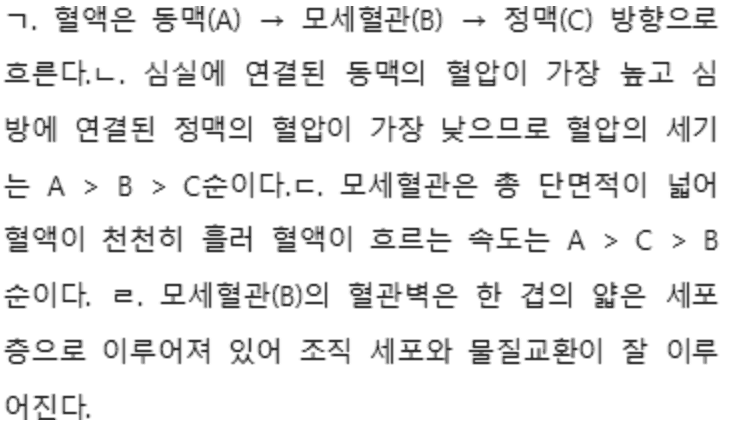 ㄱ. 혈액은 동맥(A) → 모세혈관(B) → 정맥(C) 방향으로
흐른다.ㄴ. 심실에 연결된 동맥의 혈압이 가장 높고 심
방에 연결된 정맥의 혈압이 가장 낮으므로 혈압의 세기
는 A > B > C순이다.ㄷ. 모세혈관은 총 단면적이 넓어
혈액이 천천히 흘러 혈액이 흐르는 속도는 A > C > B
순이다. ㄹ. 모세혈관(B)의 혈관벽은 한 겹의 얇은 세포
층으로 이루어져 있어 조직 세포와 물질교환이 잘 이루
어진다.